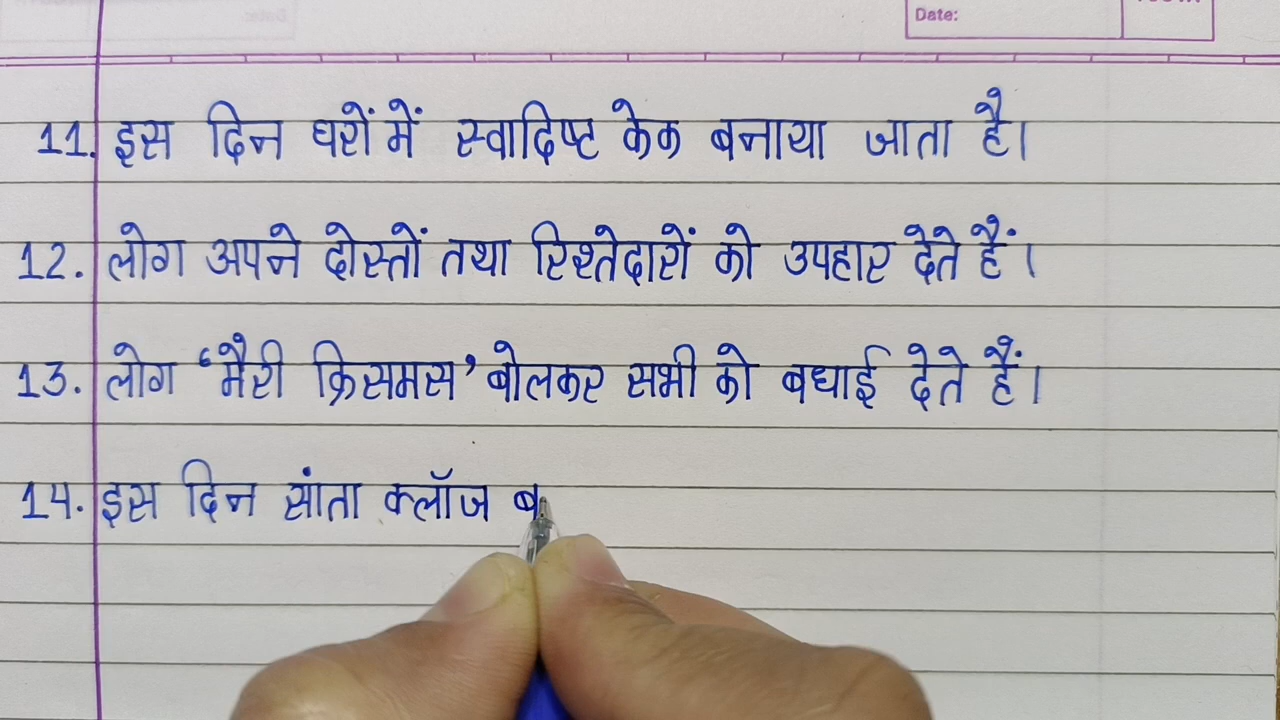 Date:
11. इस दिन घरों में स्वादिष्ट केक बनाया जाता है।
12. लोग अपने दोस्तों तथा रिश्तेदारों को उपहार देते हैं।
13. लोग ‘मैरी क्रिसमस’ बोलकर सभी को बधाई देते हैं।
14. इस दिन सांता क्लॉज ब